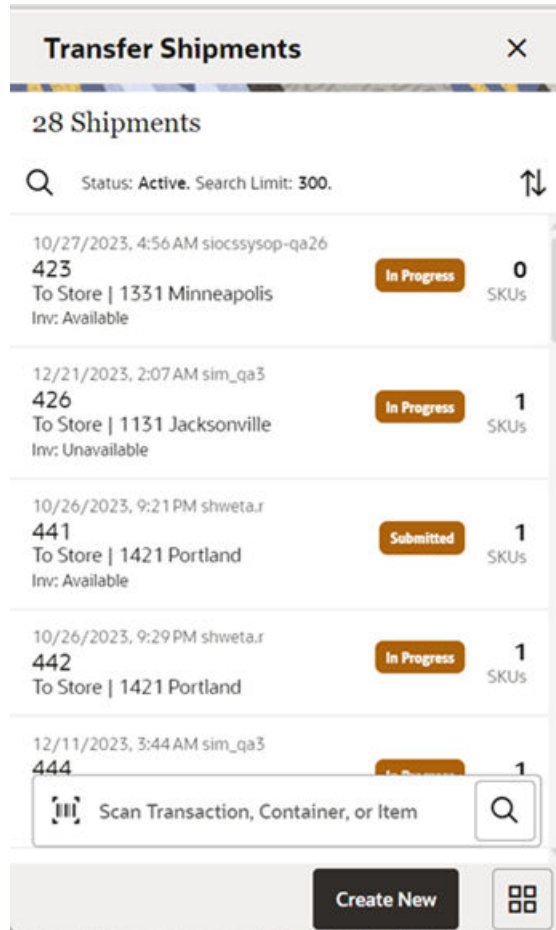 Transfer Shipments
28 Shipments
Status: Active. Search Limit: 300.
10/27/2023, 4:56 AM siocssysop-qa26
423
To Store | 1331 Minneapolis
Inv: Available
In Progress
0
SKUs
12/21/2023, 2:07 AM sim_qa3
426
To Store | 1131 Jacksonville
Inv: Unavailable
In Progress
1
SKUs
10/26/2023, 9:21 PM shweta.r
441
To Store | 1421 Portland
Inv: Available
Submitted
1
SKUs
10/26/2023, 9:29 PM shweta.r
442
To Store | 1421 Portland
In Progress
1
SKUs
12/11/2023, 3:44 AM sim_qa3
444
In Progress
1
Scan Transaction, Container, or Item
Create New